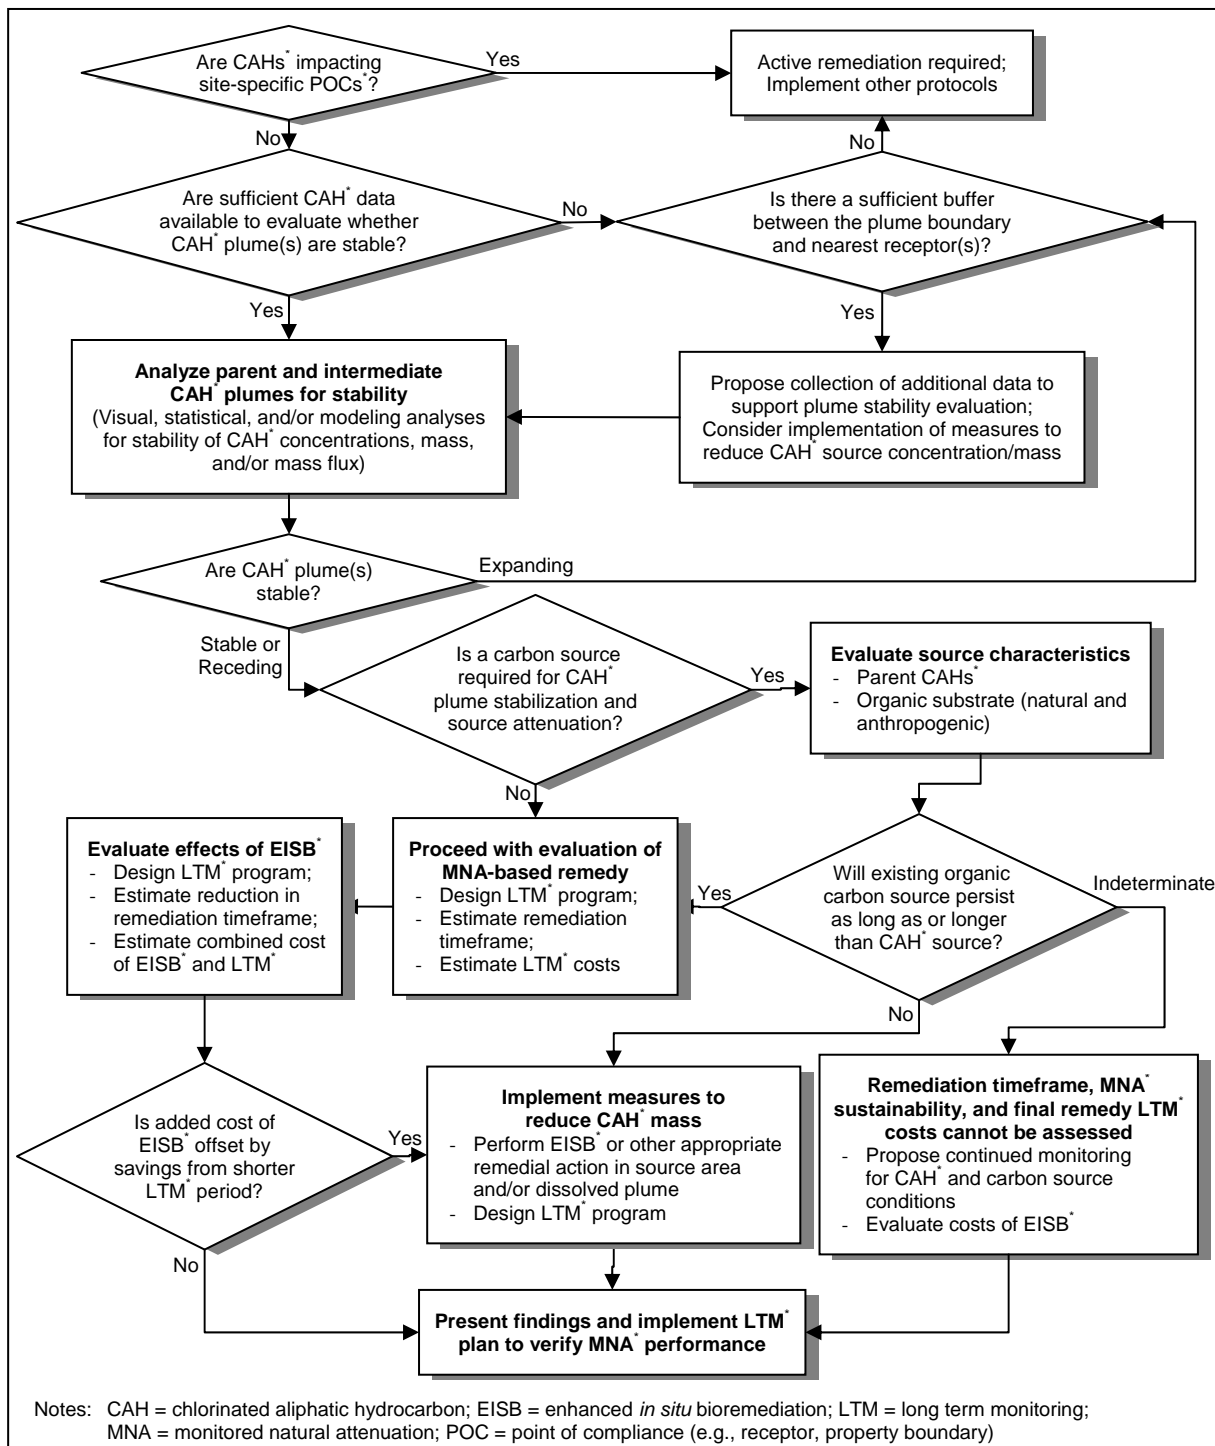 Are CAHs* impacting
site-specific POCs*?
Yes
Active remediation required;
Implement other protocols
No
No
Are sufficient CAH* data
available to evaluate whether
CAH* plume(s) are stable?
No
Is there a sufficient buffer
between the plume boundary
and nearest receptor(s)?
Yes
Yes
Analyze parent and intermediate
CAH* plumes for stability
(Visual, statistical, and/or modeling analyses
for stability of CAH* concentrations, mass,
and/or mass flux)
Propose collection of additional data to
support plume stability evaluation;
Consider implementation of measures to
reduce CAH* source concentration/mass
Are CAH* plume(s)
stable?
Expanding
Stable or
Receding
Is a carbon source
required for CAH*
plume stabilization and
source attenuation?
Yes
Evaluate source characteristics
- Parent CAHs*
- Organic substrate (natural and
anthropogenic)
No
Evaluate effects of EISB*
- Design LTM* program;
- Estimate reduction in
remediation timeframe;
- Estimate combined cost
of EISB* and LTM*
Proceed with evaluation of
MNA-based remedy
- Design LTM* program;
- Estimate remediation
timeframe;
- Estimate LTM* costs
Yes
Will existing organic
carbon source persist
as long as or longer
than CAH* source?
Indeterminate
No
Is added cost of
EISB* offset by
savings from shorter
LTM* period?
Yes
Implement measures to
reduce CAH* mass
- Perform EISB* or other appropriate
remedial action in source area
and/or dissolved plume
- Design LTM* program
Remediation timeframe, MNA*
sustainability, and final remedy LTM*
costs cannot be assessed
- Propose continued monitoring
for CAH* and carbon source
conditions
- Evaluate costs of EISB*
No
Present findings and implement LTM*
plan to verify MNA* performance
Notes: CAH = chlorinated aliphatic hydrocarbon; EISB = enhanced in situ bioremediation; LTM = long term monitoring;
MNA = monitored natural attenuation; POC = point of compliance (e.g., receptor, property boundary)